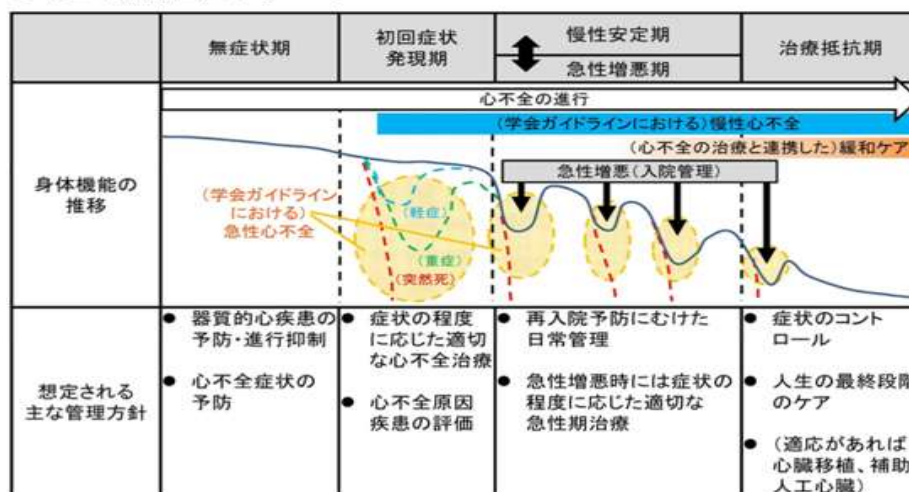 無症状期
初回症状
発現期
慢性安定期
急性増悪期
治療抵抗期
身体機能の
推移
心不全の進行
(学会ガイドラインにおける)慢性心不全
(心不全の治療と連携した)緩和ケア
急性増悪(入院管理)
(学会ガイドライン
における)
急性心不全
(軽症)
(重症)
(突然死)
想定される
主な管理方針
● 器質的心疾患の
予防・進行抑制
● 心不全症状の
予防
● 症状の程度
に応じた適切
な心不全治療
● 心不全原因
疾患の評価
● 再入院予防にむけた
日常管理
● 急性増悪時には症状の
程度に応じた適切な
急性期治療
● 症状のコント
ロール
● 人生の最終段階
のケア
● (適応があれば
心臓移植、補助
人工心臓)